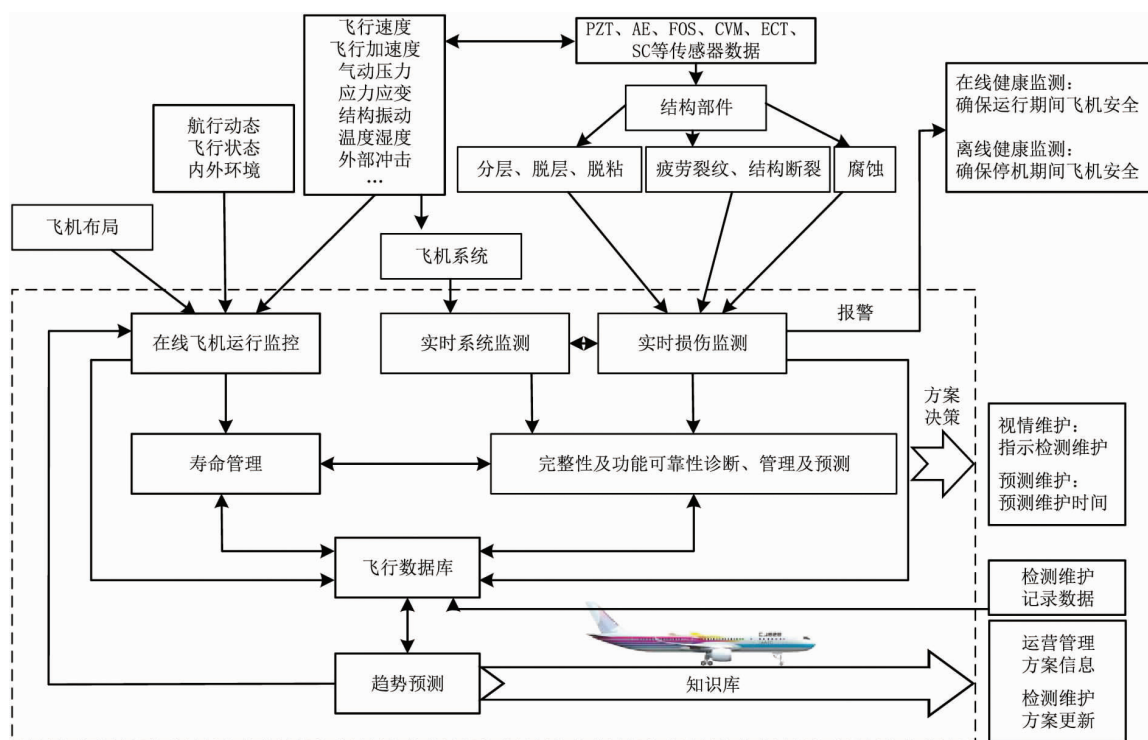 飞行速度
飞行加速度
气动压力
应力应变
结构振动
温度湿度
外部冲击
…
PZT、AE、FOS、CVM、ECT、
SC等传感器数据
结构部件
在线健康监测：
确保运行期间飞机安全
离线健康监测：
确保停机期间飞机安全
航行动态
飞行状态
内外环境
分层、脱层、脱粘
疲劳裂纹、结构断裂
腐蚀
飞机布局
飞机系统
报警
在线飞机运行监控
实时系统监测
实时损伤监测
方案
决策
视情维护：
指示检测维护
预测维护：
预测维护时间
寿命管理
完整性及功能可靠性诊断、管理及预测
飞行数据库
检测维护
记录数据
运营管理
方案信息
检测维护
方案更新
趋势预测
知识库